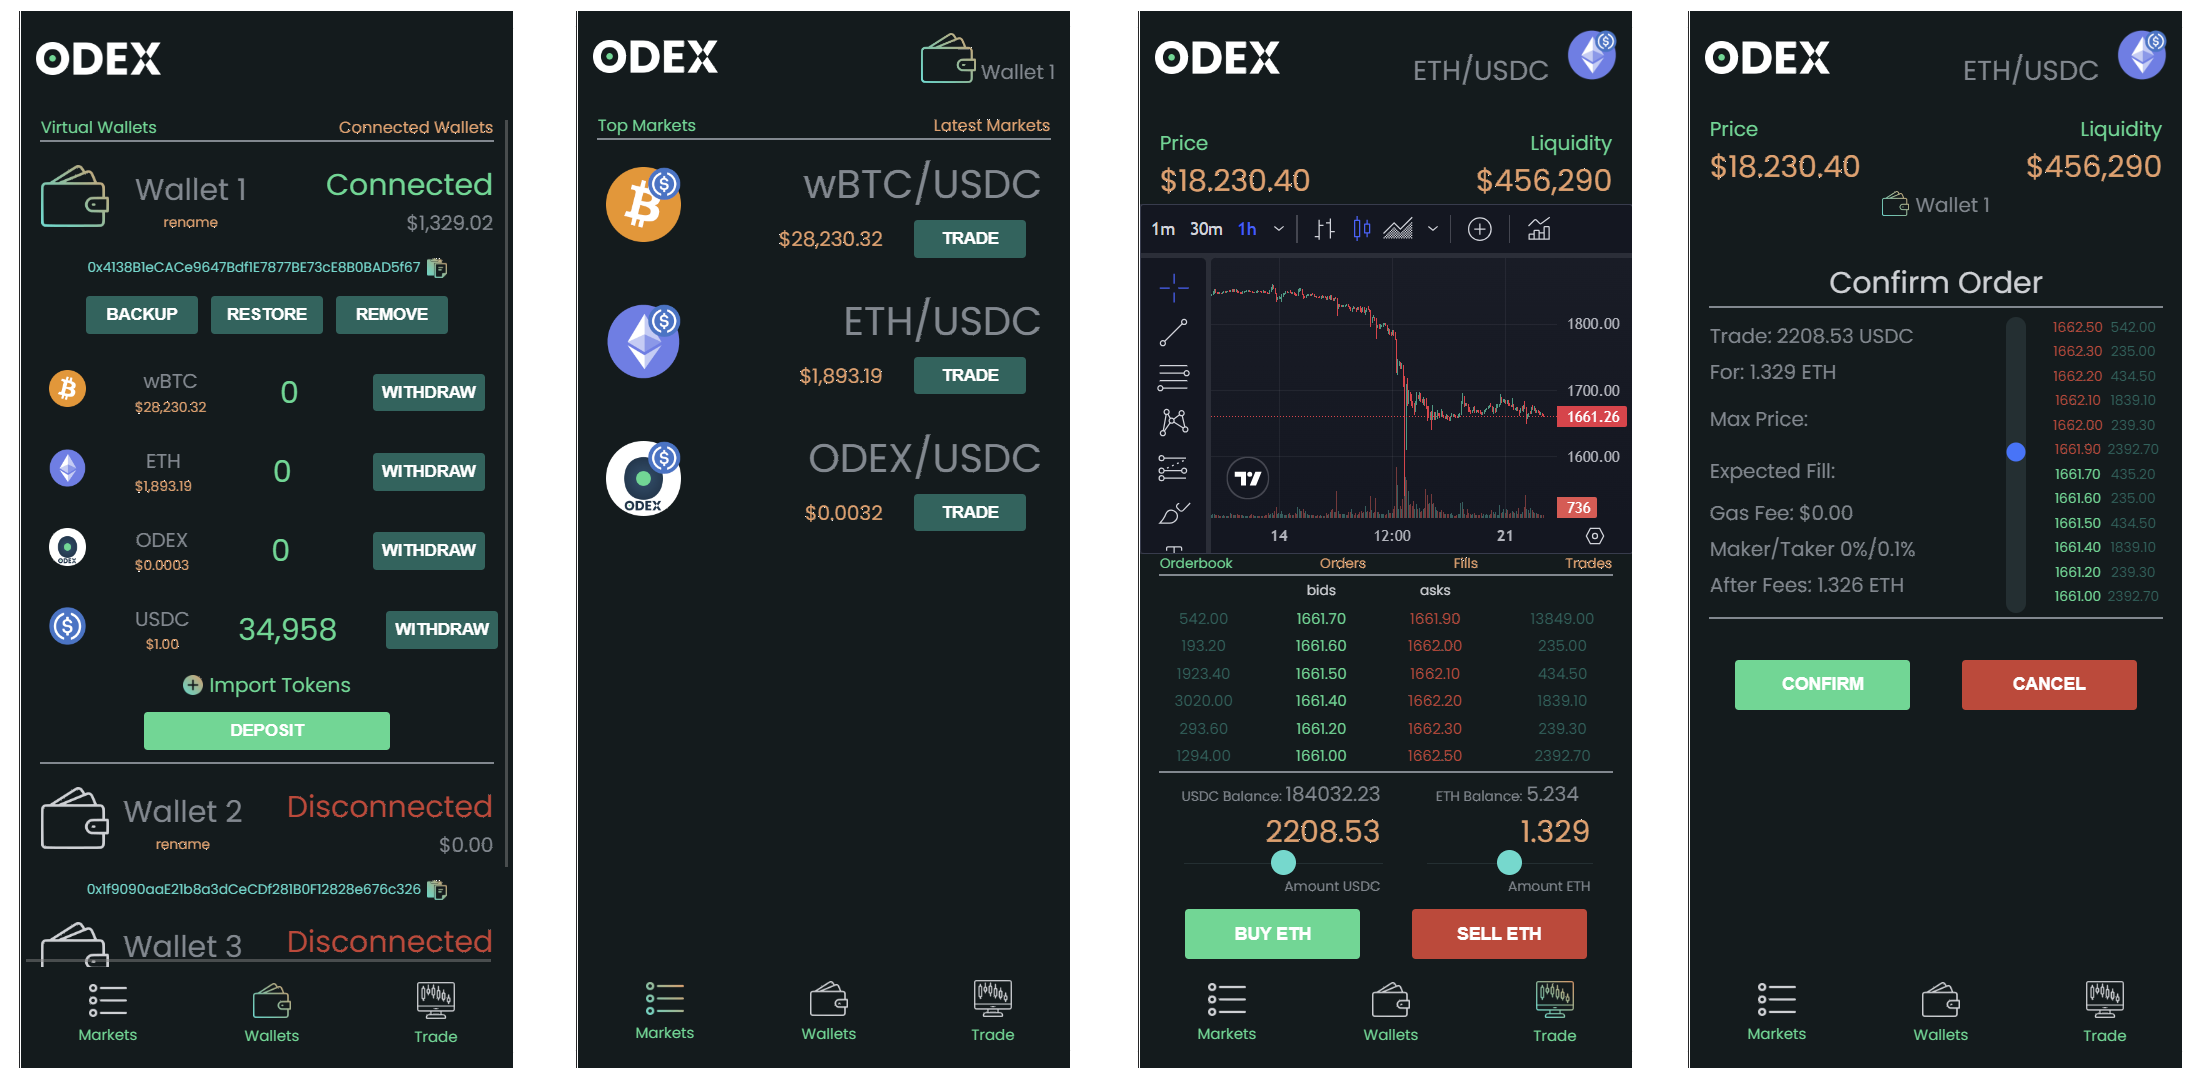 ODEX
Virtual Wallets Connected Wallets
Wallet 1 Connected
rename $1,329.02
0x4138B1eCACe9647Bdf1E7877BE73cE8B0BAD5f67
BACKUP RESTORE REMOVE
wBTC 0 WITHDRAW
$28,230.32
ETH 0 WITHDRAW
$1,893.19
ODEX 0 WITHDRAW
$0.0003
ODEX
USDC 34,958 WITHDRAW
$1.00
Import Tokens
DEPOSIT
Wallet 2 Disconnected
rename $0.00
0x1f9090aaE21b8a3dCeCDf281B0F12828e676c326
Wallet 3 Disconnected
Markets Wallets Trade
ODEX Wallet 1
Top Markets Latest Markets
wBTC/USDC
$28,230.32 TRADE
ETH/USDC
$1,893.19 TRADE
ODEX/USDC
ODEX
$0,0032 TRADE
Markets Wallets Trade
ODEX ETH/USDC
Price Liquidity
$18,230.40 $456,290
1m 30m 1h
1800.00
1700.00
1661.26
1600.00
736
14 12:00 21
Orderbook Orders Fills Trades
bids asks
542.00 1661.70 1661.90 13849.00
193.20 1661.60 1662.00 235.00
1923.40 1661.50 1662.10 434.50
3020.00 1661.40 1662.20 1839.10
293.60 1661.20 1662.30 239.30
1294.00 1661.00 1662.50 2392.70
USDC Balance: 184032.23 ETH Balance: 5.234
2208.53 1.329
Amount USDC Amount ETH
BUY ETH SELL ETH
Markets Wallets Trade
ODEX ETH/USDC
Price Liquidity
$18,230.40 $456,290
Wallet 1
Confirm Order
Trade: 2208.53 USDC
For: 1.329 ETH
Max Price:
Expected Fill:
Gas Fee: $0.00
Maker/Taker 0%/0.1%
After Fees: 1.326 ETH
1662.50 542.00
1662.30 235.00
1662.20 434.50
1662.10 1839.10
1662.00 239.30
1661.90 2392.70
1661.70 435.20
1661.60 235.00
1661.50 434.50
1661.40 1839.10
1661.20 239.30
1661.00 2392.70
CONFIRM CANCEL
Markets Wallets Trade